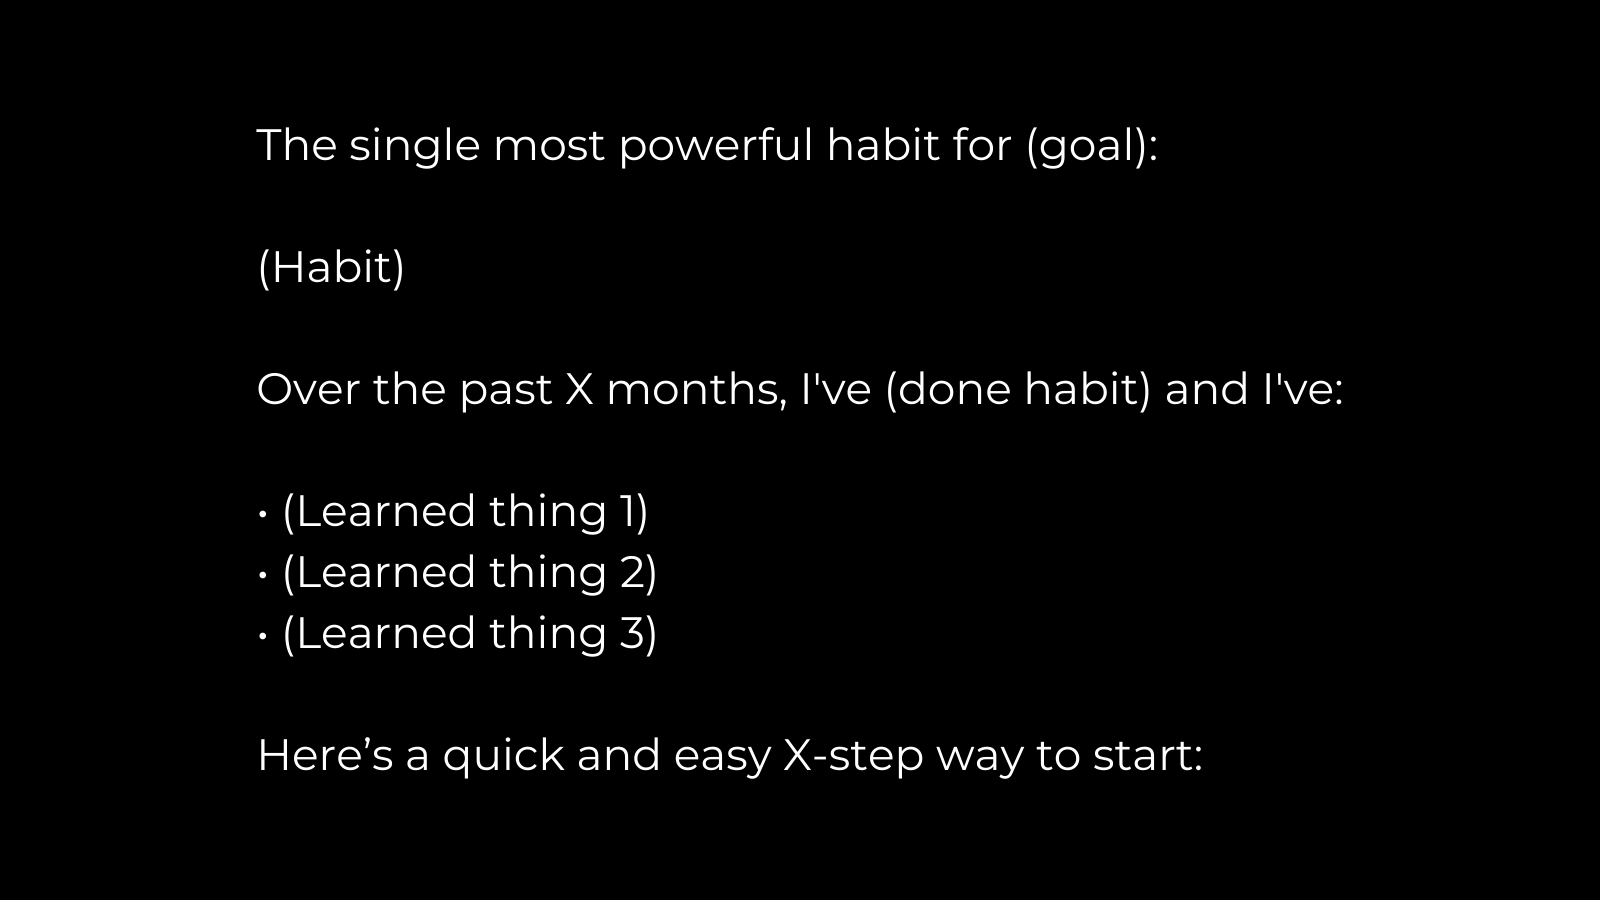 The single most powerful habit for (goal):
(Habit)
Over the past X months, I've (done habit) and I've:
• (Learned thing 1)
• (Learned thing 2)
• (Learned thing 3)
Here’s a quick and easy X-step way to start: